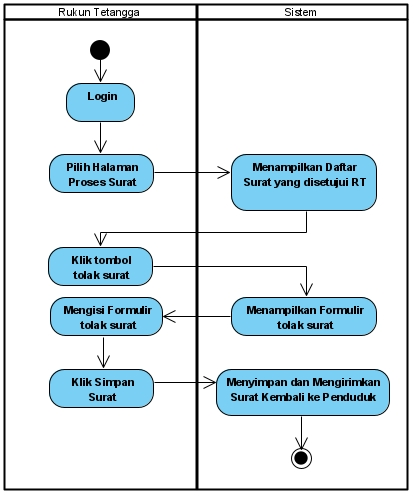 Rukun Tetangga
Sistem
Login
Pilih Halaman
Proses Surat
Menampilkan Daftar
Surat yang disetujui RT
Klik tombol
tolak surat
Menampilkan Formulir
tolak surat
Mengisi Formulir
tolak surat
Klik Simpan
Surat
Menyimpan dan Mengirimkan
Surat Kembali ke Penduduk